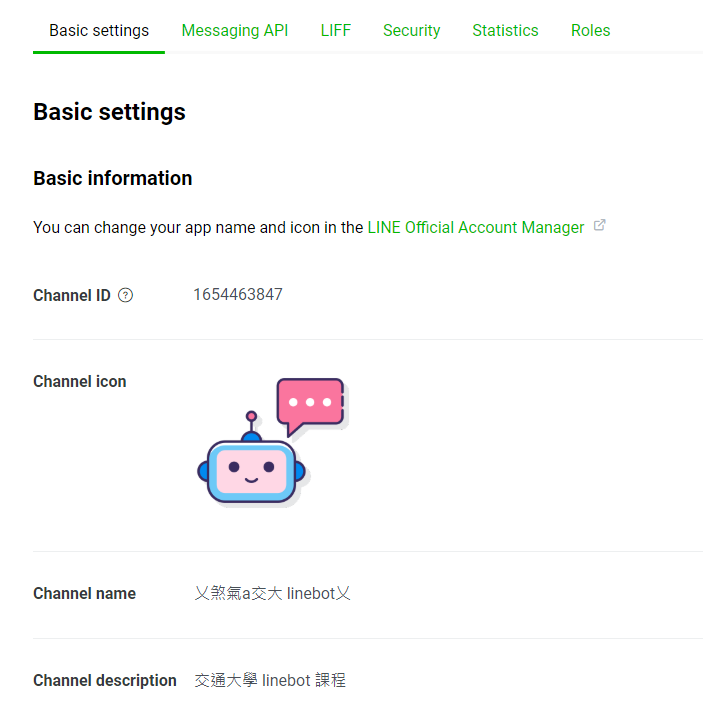 Basic settings Messaging API LIFF Security Statistics Roles
Basic settings
Basic information
You can change your app name and icon in the LINE Official Account Manager
Channel ID ? 1654463847
Channel icon
Channel name 乂煞氣a交大 linebot乂
Channel description 交通大學 linebot 課程